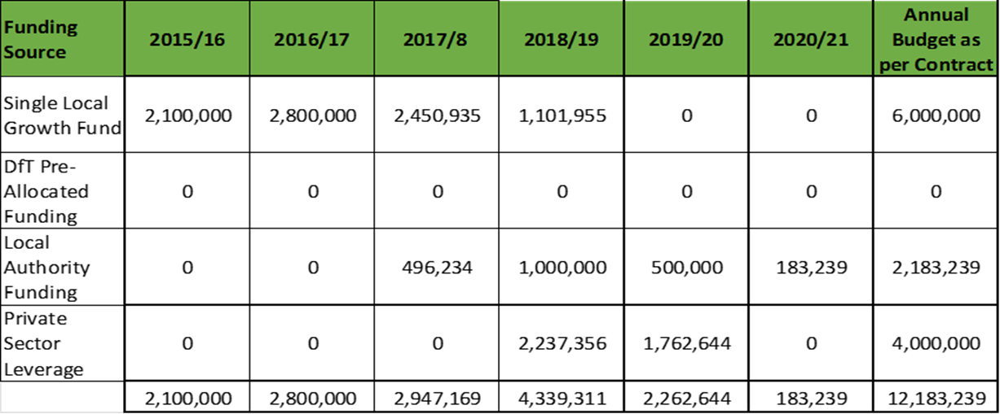 Funding Source 2015/16 2016/17 2017/8 2018/19 2019/20 2020/21 Annual Budget as per Contract
Single Local Growth Fund 2,100,000 2,800,000 2,450,935 1,101,955 0 0 6,000,000
DfT Pre-Allocated Funding 0 0 0 0 0 0 0
Local Authority Funding 0 0 496,234 1,000,000 500,000 183,239 2,183,239
Private Sector Leverage 0 0 0 2,237,356 1,762,644 0 4,000,000
2,100,000 2,800,000 2,947,169 4,339,311 2,262,644 183,239 12,183,239